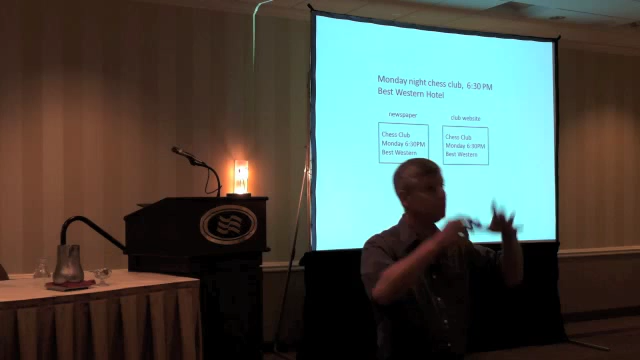 Monday night chess club, 6:30 PM
Best Western Hotel
newspaper
club website
Chess Club
Monday 6:30PM
Best Western
Chess Club
Monday 6:30PM
Best Western